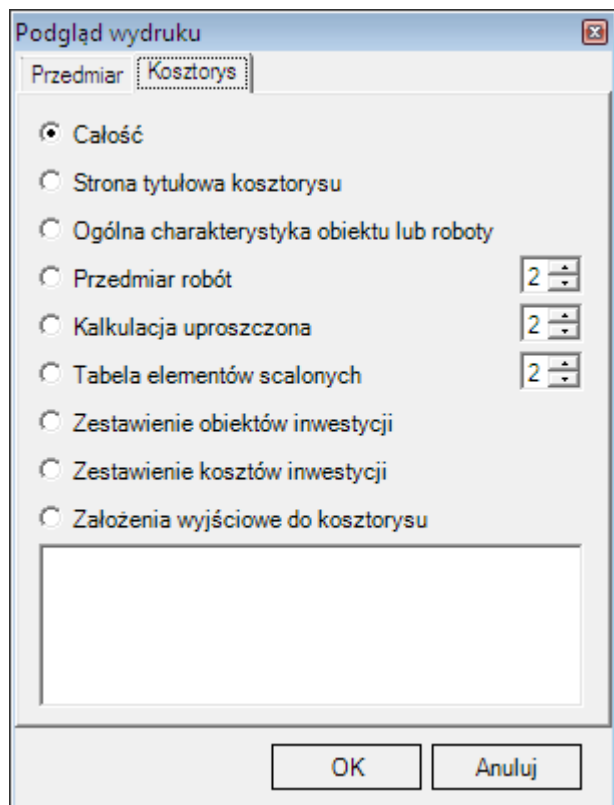 Podgląd wydruku
Przedmiar Kosztorys
Całość
Strona tytułowa kosztorysu
Ogólna charakterystyka obiektu lub roboty
Przedmiar robót 2
Kalkulacja uproszczona 2
Tabela elementów scalonych 2
Zestawienie obiektów inwestycji
Zestawienie kosztów inwestycji
Założenia wyjściowe do kosztorysu
OK Anuluj